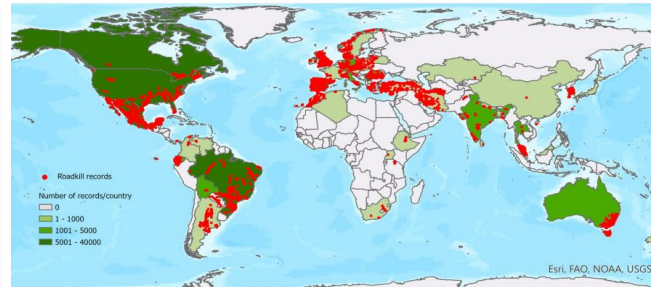 Roadkill records
Number of records/country
0
1 - 1000
1001 - 5000
5001 - 40000
Esri, FAO, NOAA, USGS